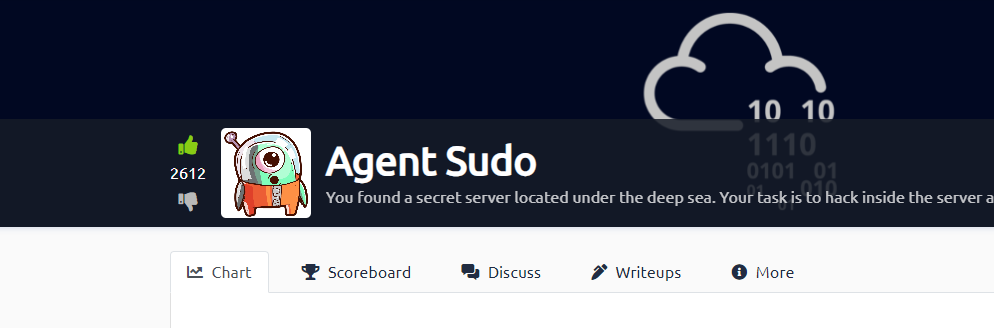 10 10
1110
0101 01
01 010
01
2612
Agent Sudo
You found a secret server located under the deep sea. Your task is to hack inside the server a
Chart
Scoreboard
Discuss
Writeups
More